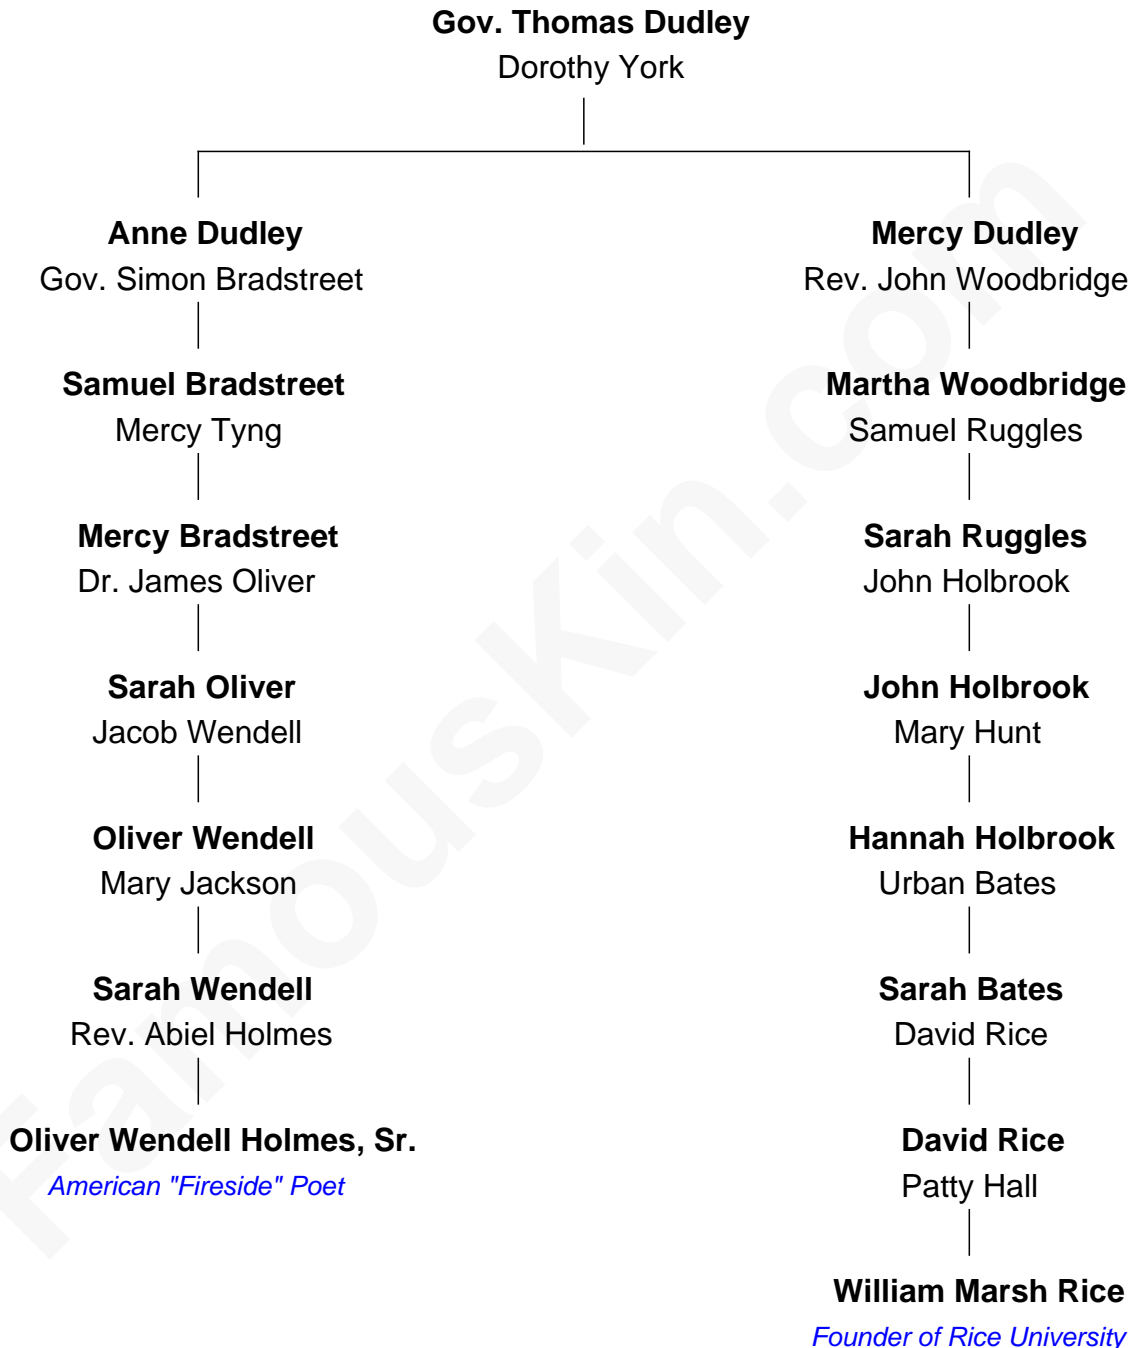 Gov. Thomas Dudley
Dorothy York
Anne Dudley
Gov. Simon Bradstreet
Samuel Bradstreet
Mercy Tyng
Mercy Bradstreet
Dr. James Oliver
Sarah Oliver
Jacob Wendell
Oliver Wendell
Mary Jackson
Sarah Wendell
Rev. Abiel Holmes
Oliver Wendell Holmes, Sr.
American "Fireside" Poet
Mercy Dudley
Rev. John Woodbridge
Martha Woodbridge
Samuel Ruggles
Sarah Ruggles
John Holbrook
John Holbrook
Mary Hunt
Hannah Holbrook
Urban Bates
Sarah Bates
David Rice
David Rice
Patty Hall
William Marsh Rice
Founder of Rice University
FamousKin.com